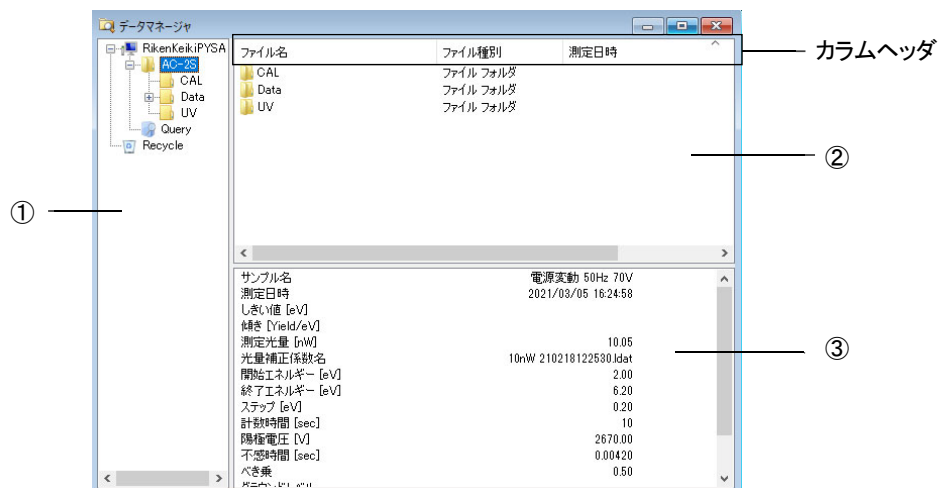 データマネージャ
RikenKeikiPYSA
AC-2S
CAL
Data
UV
Query
Recycle
ファイル名 ファイル種別 測定日時
カラムヘッダ
CAL ファイル フォルダ
Data ファイル フォルダ
UV ファイル フォルダ
②
①
サンプル名 電源変動 50Hz 70V
測定日時 2021/03/05 16:24:58
しきい値 [eV]
傾き [Yield/eV]
測定光量 [nW] 10.05
光量補正係数名 10nW 210218122530.ldat
開始エネルギー [eV] 2.00
終了エネルギー [eV] 6.20
ステップ [eV] 0.20
計数時間 [sec] 10
陽極電圧 [V] 2670.00
不感時間 [sec] 0.00420
べき乗 0.50
③